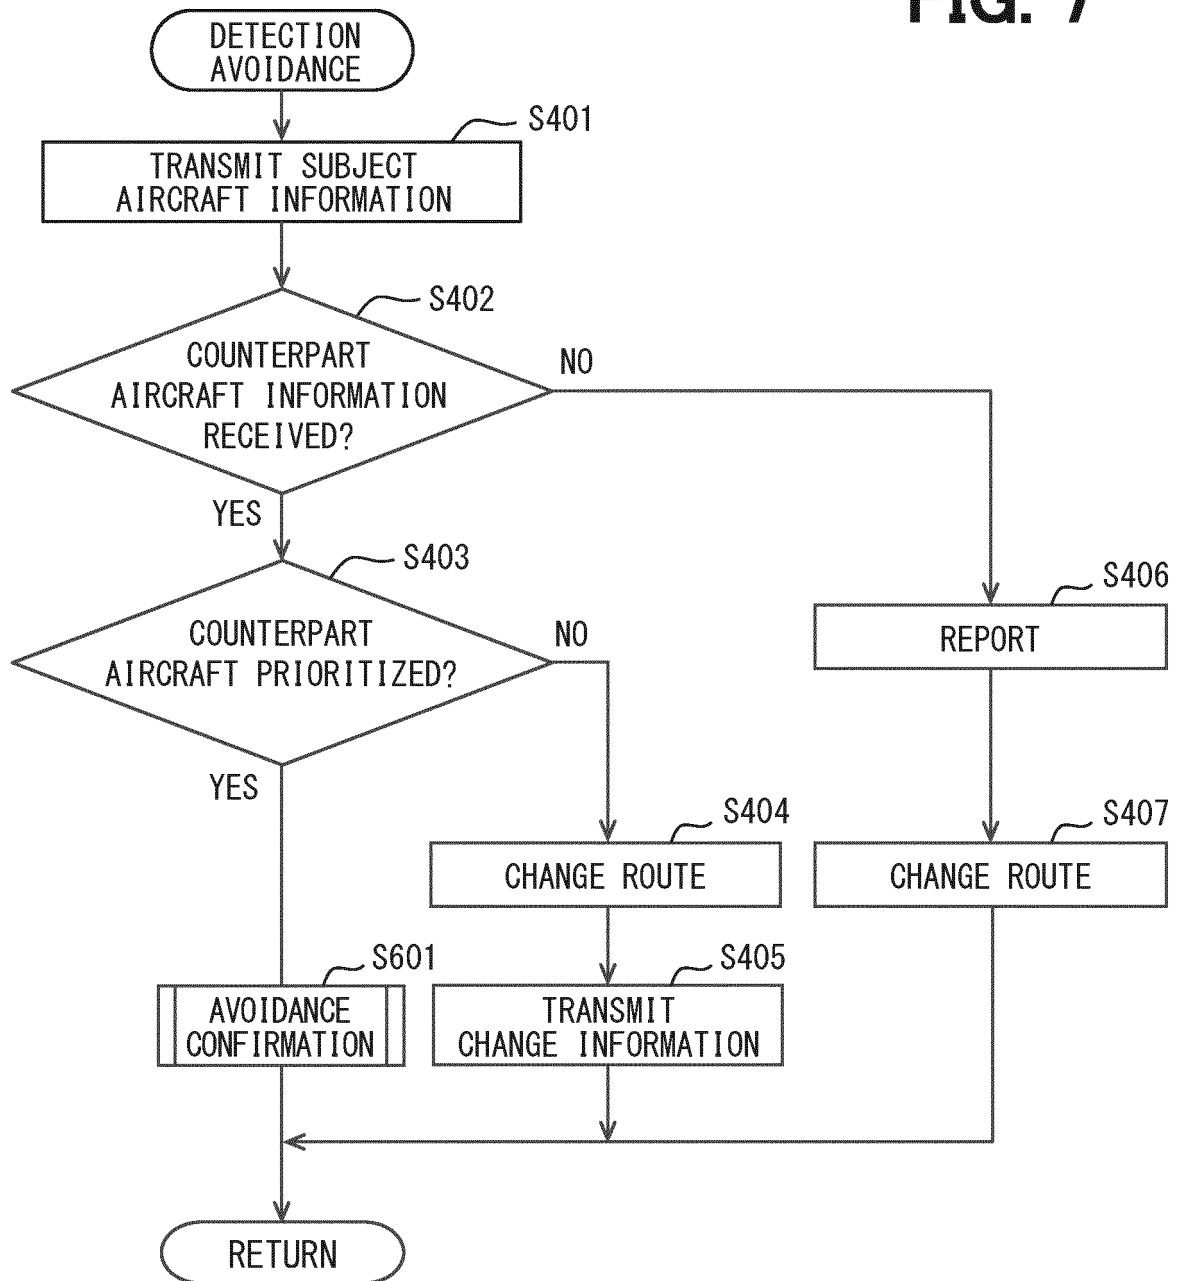 FIG. 7
DETECTION
AVOIDANCE
S401
TRANSMIT SUBJECT
AIRCRAFT INFORMATION
S402
COUNTERPART
AIRCRAFT INFORMATION
RECEIVED?
NO
YES
S403
COUNTERPART
AIRCRAFT PRIORITIZED?
NO
YES
S406
REPORT
S404
CHANGE ROUTE
S407
CHANGE ROUTE
S601
AVOIDANCE
CONFIRMATION
S405
TRANSMIT
CHANGE INFORMATION
RETURN